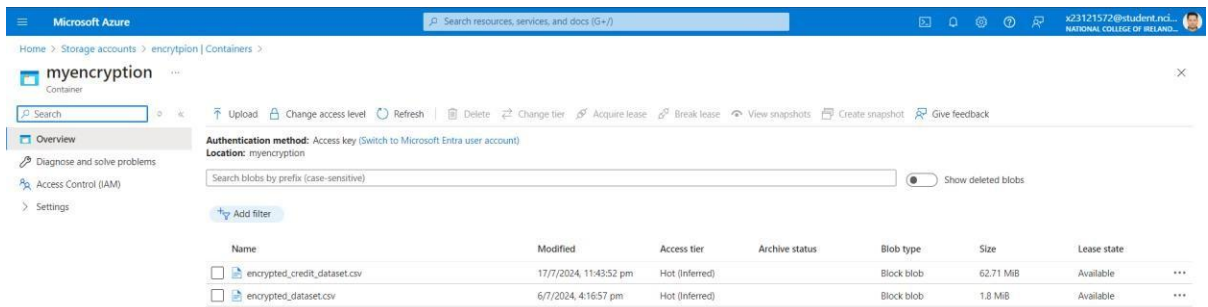 Microsoft Azure
Search resources, services, and docs (G+/)
x23121572@student.nci...
NATIONAL COLLEGE OF IRELAND...
Home > Storage accounts > encrytpion | Containers >
myencryption ...
Container
Search
Upload Change access level Refresh Delete Change tier Acquire lease Break lease View snapshots Create snapshot Give feedback
Overview
Diagnose and solve problems
Access Control (IAM)
Settings
Authentication method: Access key (Switch to Microsoft Entra user account)
Location: myencryption
Search blobs by prefix (case-sensitive)
Show deleted blobs
Add filter
Name Modified Access tier Archive status Blob type Size Lease state
encrypted_credit_dataset.csv 17/7/2024, 11:43:52 pm Hot (Inferred) Block blob 62.71 MiB Available ...
encrypted_dataset.csv 6/7/2024, 4:16:57 pm Hot (Inferred) Block blob 1.8 MiB Available ...